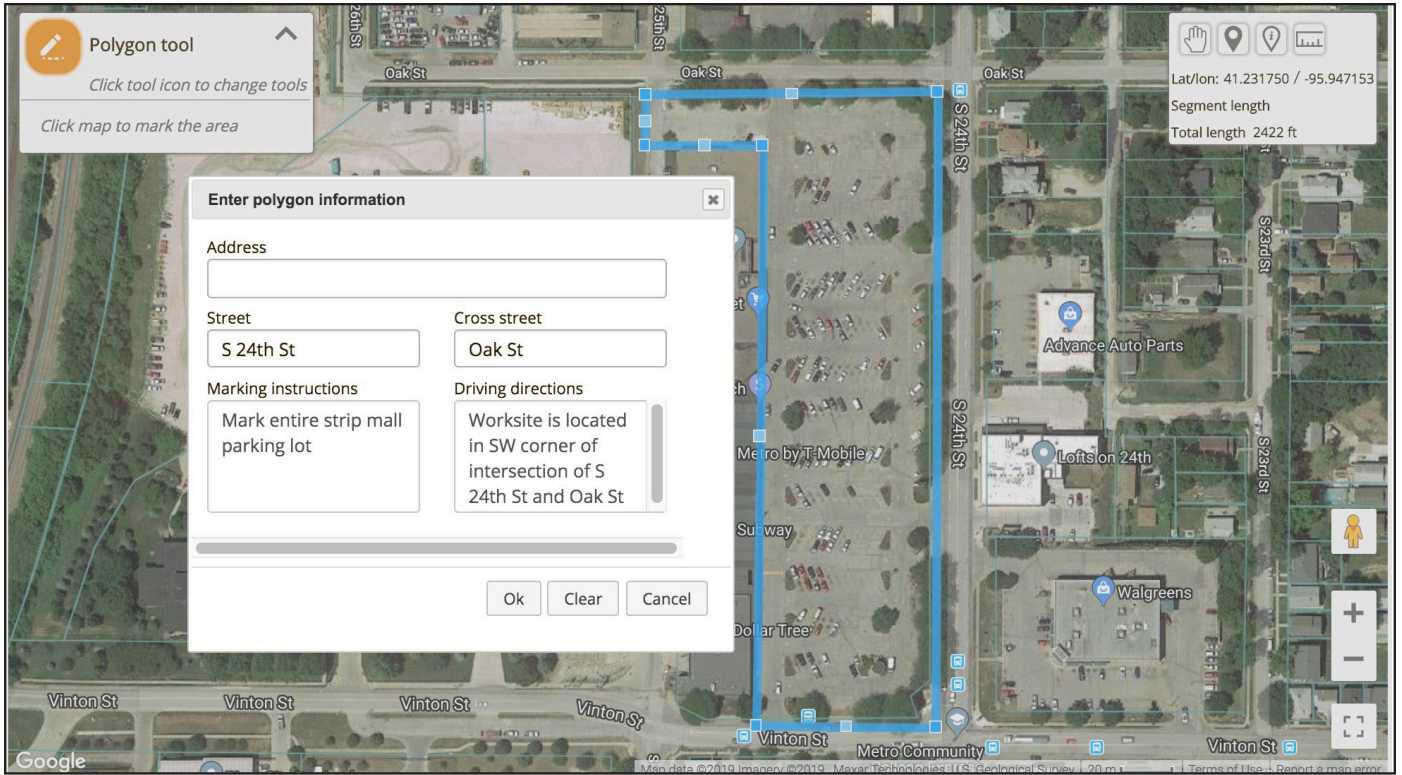 Polygon tool
Click tool icon to change tools
Click map to mark the area
26th St
25th St
Oak St
Oak St
Oak St
Lat/lon: 41.231750 / -95.947153
Segment length
Total length 2422 ft
St
S 24th St
S 23rd St
Enter polygon information
Address
Street
Cross street
S 24th St
Oak St
Marking instructions
Driving directions
Mark entire strip mall
parking lot
Worksite is located
in SW corner of
intersection of S
24th St and Oak St
Ok
Clear
Cancel
et
ch
Advance Auto Parts
Metro by T-Mobile
S 24th St
Lofts on 24th
S 23rd St
Subway
Walgreens
Dollar Tree
Vinton St
Vinton St
Vinton St
Vinton St
Vinton St
Vinton St
S
Metro Community
Google
Map data ©2019 Imagery ©2019, Maxar Technologies, U.S. Geological Survey
20 m
Terms of Use
Report a map error